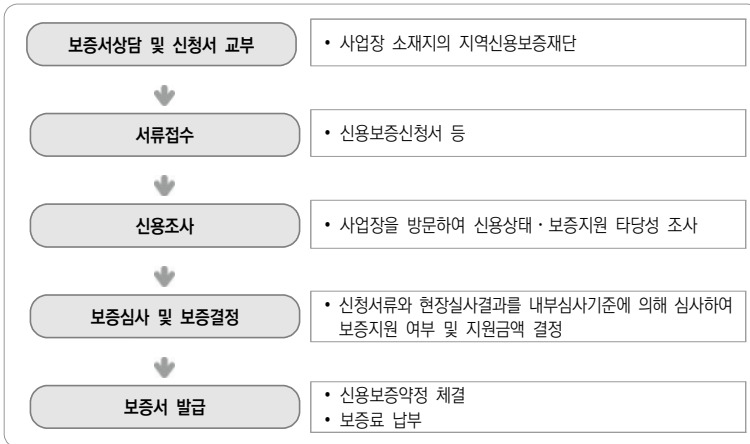 보증서상담 및 신청서 교부
• 사업장 소재지의 지역신용보증재단
서류접수
• 신용보증신청서 등
신용조사
• 사업장을 방문하여 신용상태・보증지원 타당성 조사
보증심사 및 보증결정
• 신청서류와 현장실사결과를 내부심사기준에 의해 심사하여
보증지원 여부 및 지원금액 결정
보증서 발급
• 신용보증약정 체결
• 보증료 납부